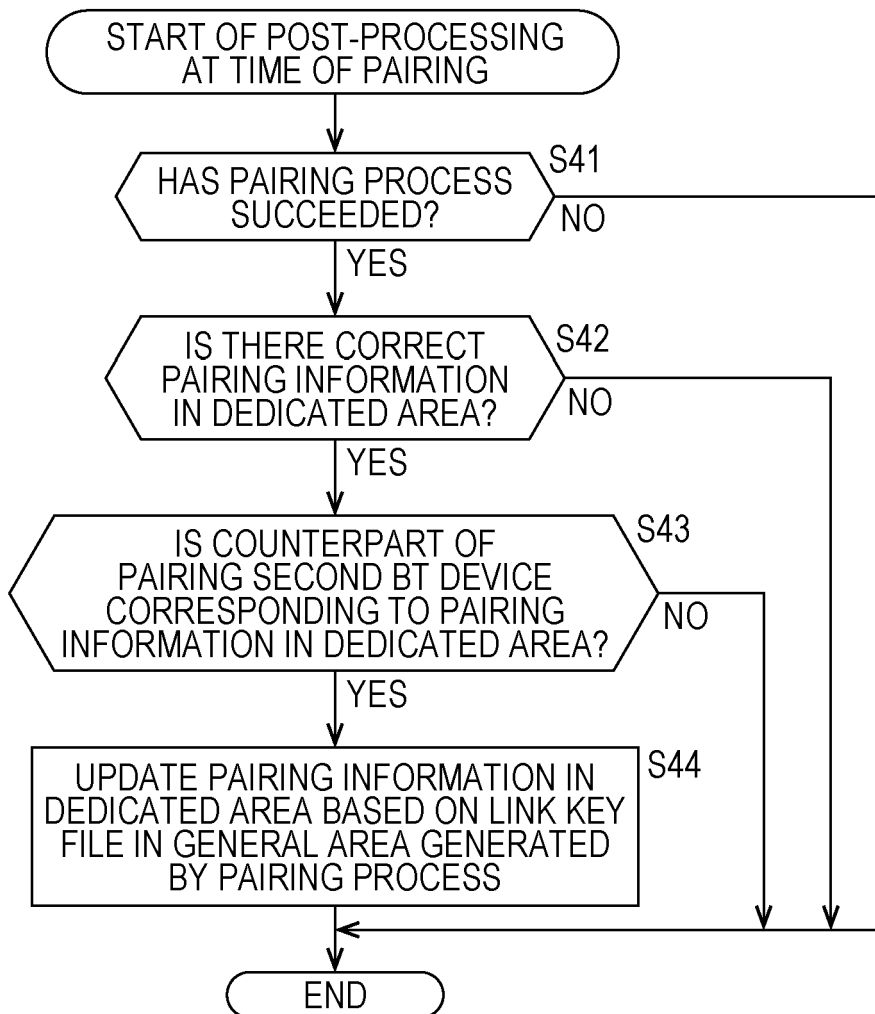 START OF POST-PROCESSING
AT TIME OF PAIRING
S41
HAS PAIRING PROCESS
SUCCEEDED?
NO
YES
S42
IS THERE CORRECT
PAIRING INFORMATION
IN DEDICATED AREA?
NO
YES
S43
IS COUNTERPART OF
PAIRING SECOND BT DEVICE
CORRESPONDING TO PAIRING
INFORMATION IN DEDICATED AREA?
NO
YES
S44
UPDATE PAIRING INFORMATION IN
DEDICATED AREA BASED ON LINK KEY
FILE IN GENERAL AREA GENERATED
BY PAIRING PROCESS
END